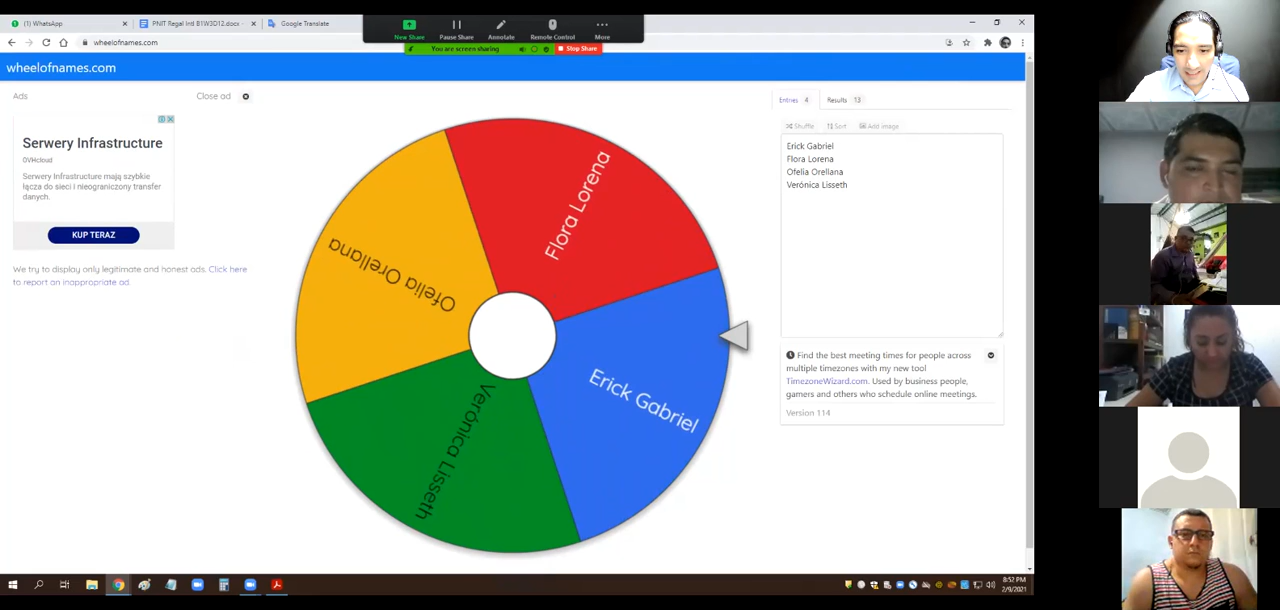 (1) WhatsApp
PNIT Regal Intl B1W3D12.docx
Google Translate
New Share
Pause Share
Annotate
Remote Control
More
You are screen sharing
Stop Share
wheelofnames.com
wheelofnames.com
Ads
Close ad
Serwery Infrastructure
OVHcloud
Serwery Infrastructure mają szybkie
łącza do sieci i nieograniczony transfer
danych.
KUP TERAZ
We try to display only legitimate and honest ads. Click here
to report an inappropriate ad
Flora Lorena
Ofelia Orellana
Erick Gabriel
Verónica Lisseth
Entries 4
Results 13
Shuffle
Sort
Add image
Erick Gabriel
Flora Lorena
Ofelia Orellana
Verónica Lisseth
Find the best meeting times for people across
multiple timezones with my new tool
TimezoneWizard.com. Used by business people,
gamers and others who schedule online meetings.
Version 114
8:52 PM
2/9/2021